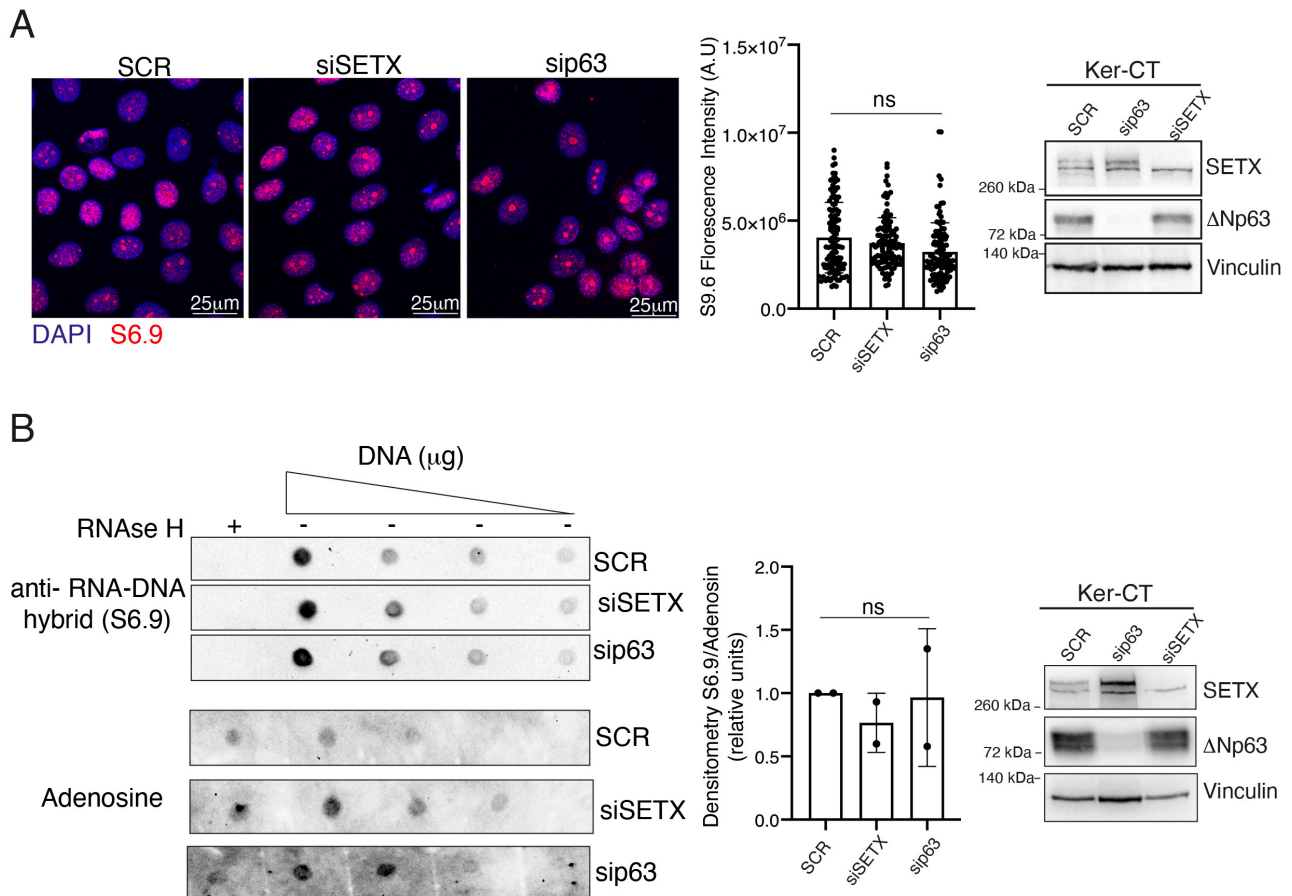 A
SCR
siSETX
sip63
25μm
25μm
25μm
DAPI S6.9
S9.6 Florescence Intensity (A.U)
1.5×10⁷
1.0×10⁷
5.0×10⁶
0.0
ns
SCR
siSETX
sip63
Ker-CT
SCR
sip63
siSETX
SETX
260 kDa
ΔNp63
72 kDa
140 kDa
Vinculin
B
DNA (μg)
RNAse H + - - - -
anti- RNA-DNA
hybrid (S6.9)
SCR
siSETX
sip63
Adenosine
SCR
siSETX
sip63
Densitometry S6.9/Adenosin
(relative units)
2.0
1.5
1.0
0.5
0.0
ns
SCR
siSETX
sip63
Ker-CT
SCR
sip63
siSETX
SETX
260 kDa
ΔNp63
72 kDa
140 kDa
Vinculin